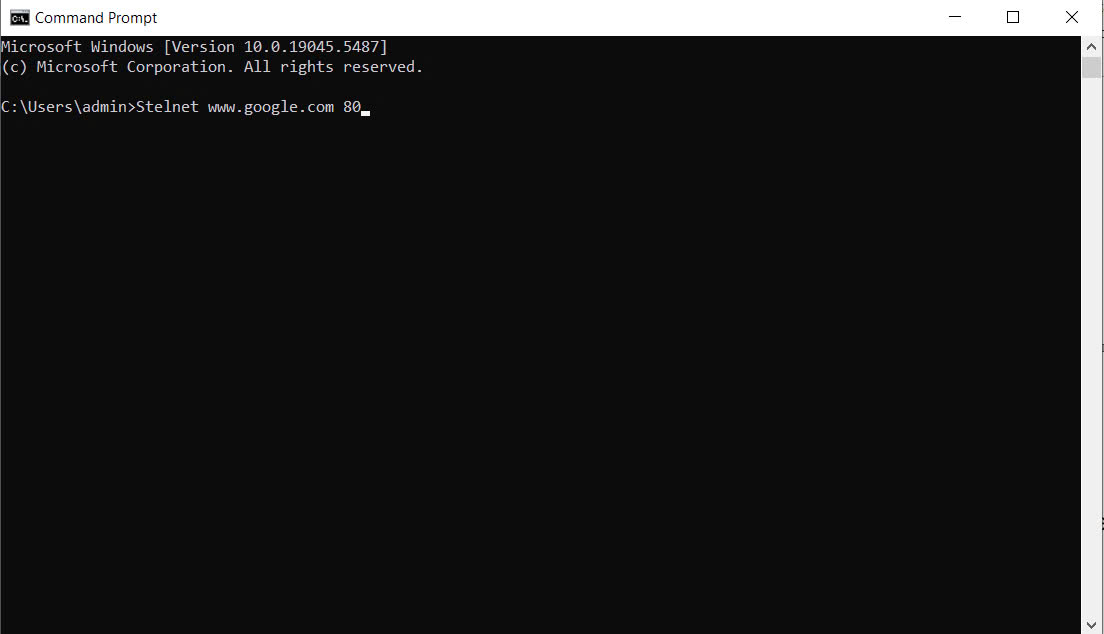 Command Prompt
Microsoft Windows [Version 10.0.19045.5487]
(c) Microsoft Corporation. All rights reserved.
C:\Users\admin>Stelnet www.google.com 80